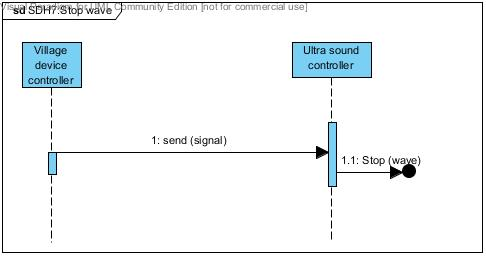 Visual Paradigm for UML Community Edition [not for commercial use]
sd SDH7.Stop wave
Village
device
controller
Ultra sound
controller
1: send (signal)
1.1: Stop (wave)